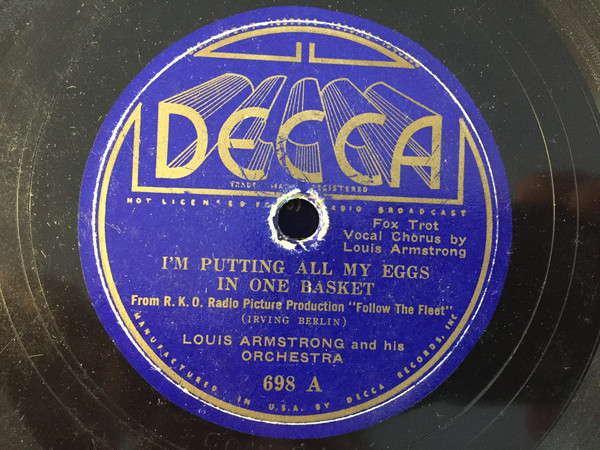 DECCA
TRADE MARK REGISTERED
NOT LICENSED FOR RADIO BROADCAST
Fox Trot
Vocal Chorus by
Louis Armstrong
I'M PUTTING ALL MY EGGS
IN ONE BASKET
From R. K. O. Radio Picture Production "Follow The Fleet"
(IRVING BERLIN)
LOUIS ARMSTRONG and his
ORCHESTRA
698 A
MANUFACTURED IN U.S.A. BY DECCA RECORDS, INC.